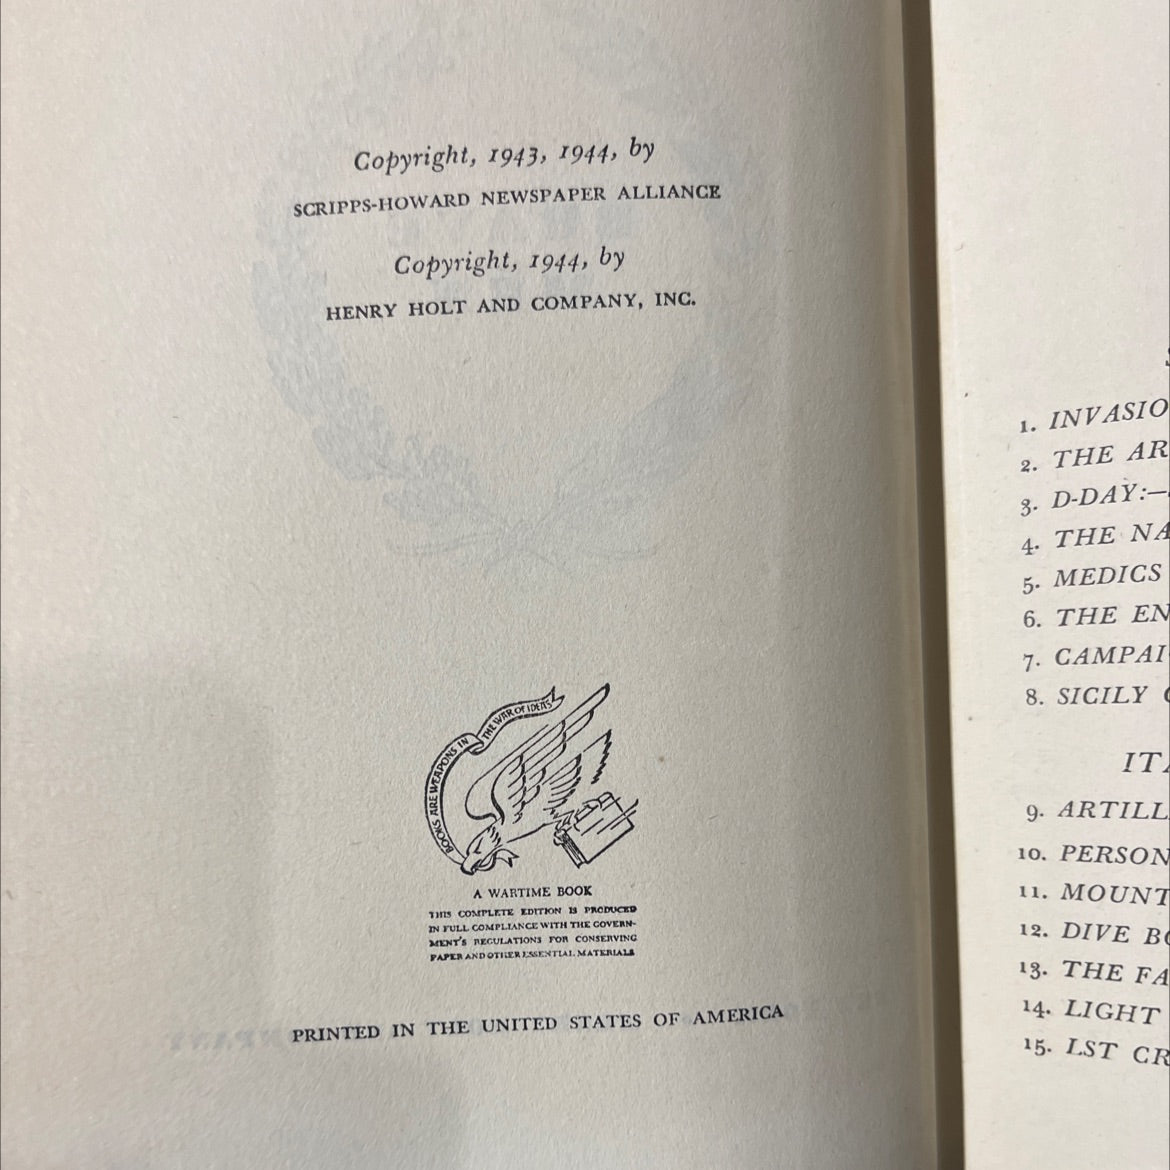 Copyright, 1943, 1944, by
SCRIPPS-HOWARD NEWSPAPER ALLIANCE
Copyright, 1944, by
HENRY HOLT AND COMPANY, INC.
BOOKS ARE WEAPONS IN THE WAR OF IDEAS
A WARTIME BOOK
THIS COMPLETE EDITION IS PRODUCED
IN FULL COMPLIANCE WITH THE GOVERN-
MENT'S REGULATIONS FOR CONSERVING
PAPER AND OTHER ESSENTIAL MATERIALS
PRINTED IN THE UNITED STATES OF AMERICA
1. INVASIO
2. THE AR
3. D-DAY:—
4. THE NA
5. MEDICS
6. THE EN
7. CAMPAI
8. SICILY
ITA
9. ARTILL
10. PERSON
11. MOUNT
12. DIVE BO
13. THE FA
14. LIGHT
15. LST CR